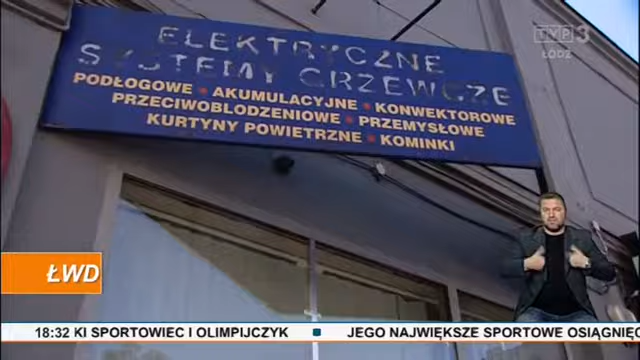 TVP3
ŁÓDŹ
ELEKTRYCZNE
SYSTEMY GRZEWCZE
PODŁOGOWE • AKUMULACYJNE • KONWEKTOROWE
PRZECIWOBLODZENIOWE • PRZEMYSŁOWE
KURTYNY POWIETRZNE • KOMINKI
ŁWD
18:32 KI SPORTOWIEC I OLIMPIJCZYK ■ JEGO NAJWIĘKSZE SPORTOWE OSIĄGNIĘ